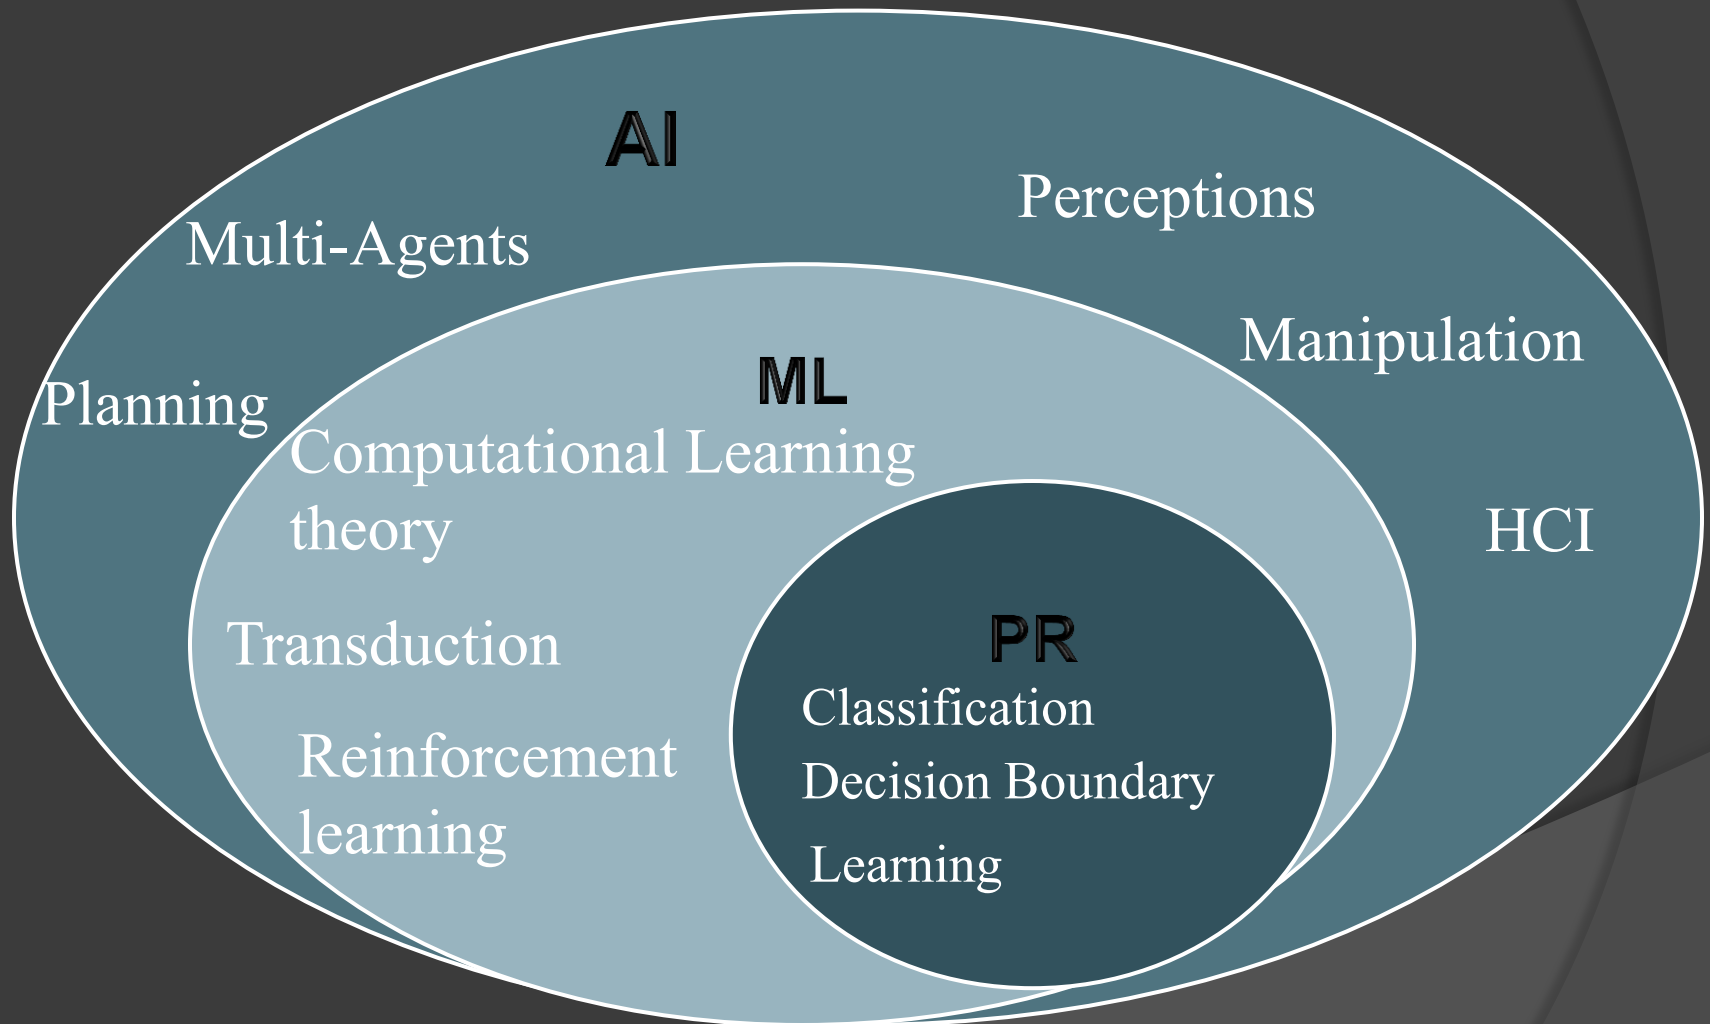 AI
Perceptions
Multi-Agents
Manipulation
Planning
ML
Computational Learning
theory
HCI
Transduction
PR
Classification
Reinforcement
learning
Decision Boundary
Learning